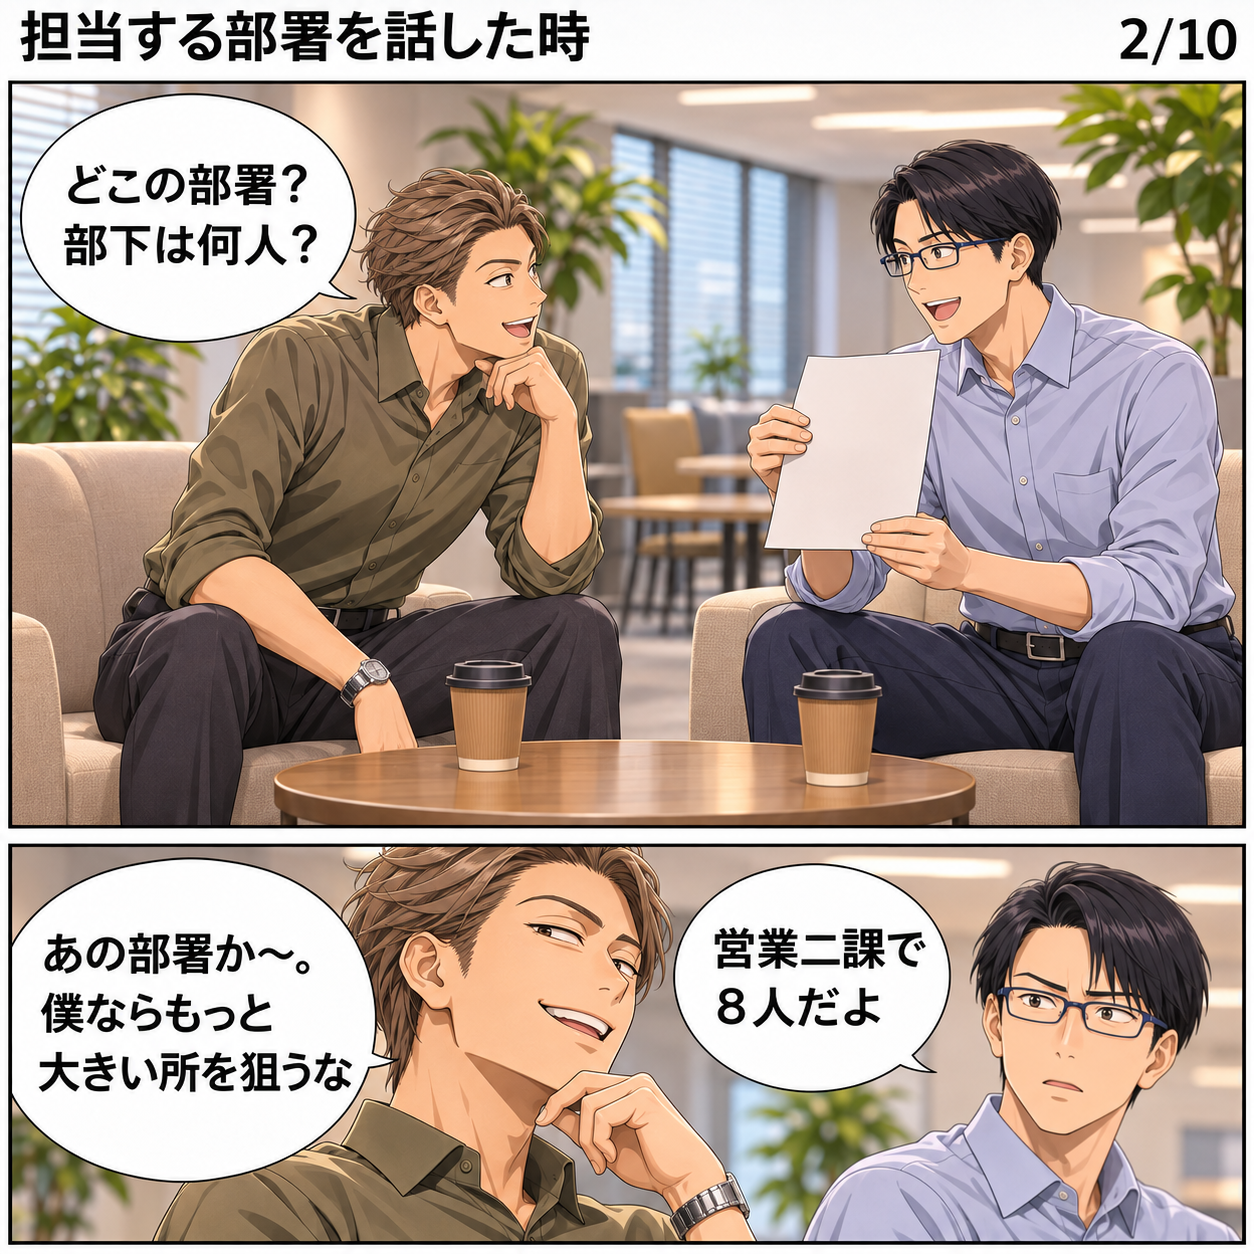 担当する部署を話した時
2/10
どこの部署？
部下は何人？
営業二課で
８人だよ
あの部署か～。
僕ならもっと
大きい所を狙うな